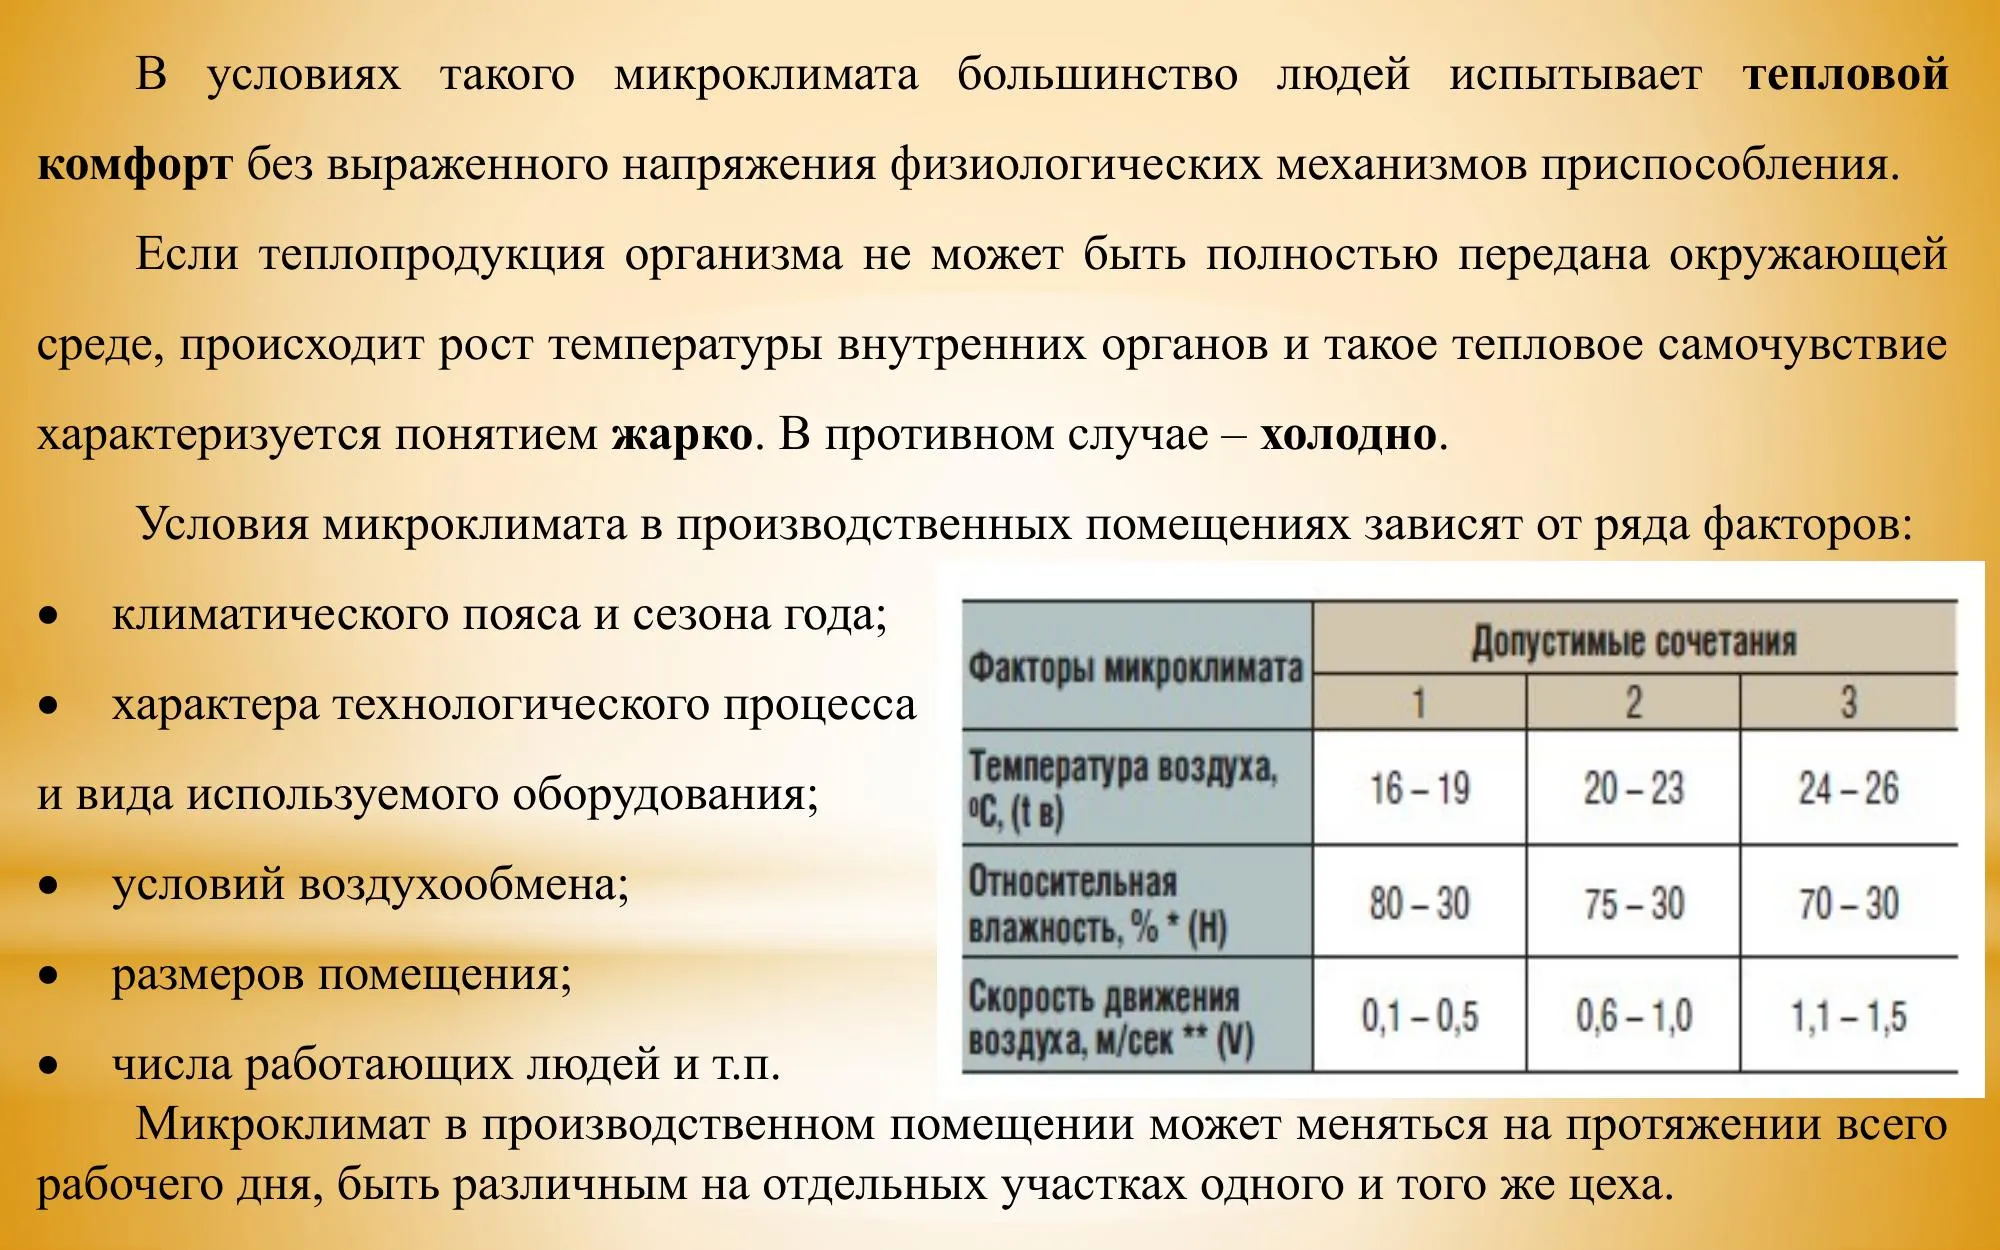 В условиях такого микроклимата большинство людей испытывает тепловой
комфорт без выраженного напряжения физиологических механизмов приспособления.
Если теплопродукция организма не может быть полностью передана окружающей
среде, происходит рост температуры внутренних органов и такое тепловое самочувствие
характеризуется понятием жарко. В противном случае – холодно.
Условия микроклимата в производственных помещениях зависят от ряда факторов:
• климатического пояса и сезона года;
• характера технологического процесса
и вида используемого оборудования;
• условий воздухообмена;
• размеров помещения;
• числа работающих людей и т.п.
Факторы микроклимата
Допустимые сочетания
1 2 3
Температура воздуха,
⁰С, (t в)
16 – 19 20 – 23 24 – 26
Относительная
влажность, % * (H)
80 – 30 75 – 30 70 – 30
Скорость движения
воздуха, м/сек ** (V)
0,1 – 0,5 0,6 – 1,0 1,1 – 1,5
Микроклимат в производственном помещении может меняться на протяжении всего
рабочего дня, быть различным на отдельных участках одного и того же цеха.